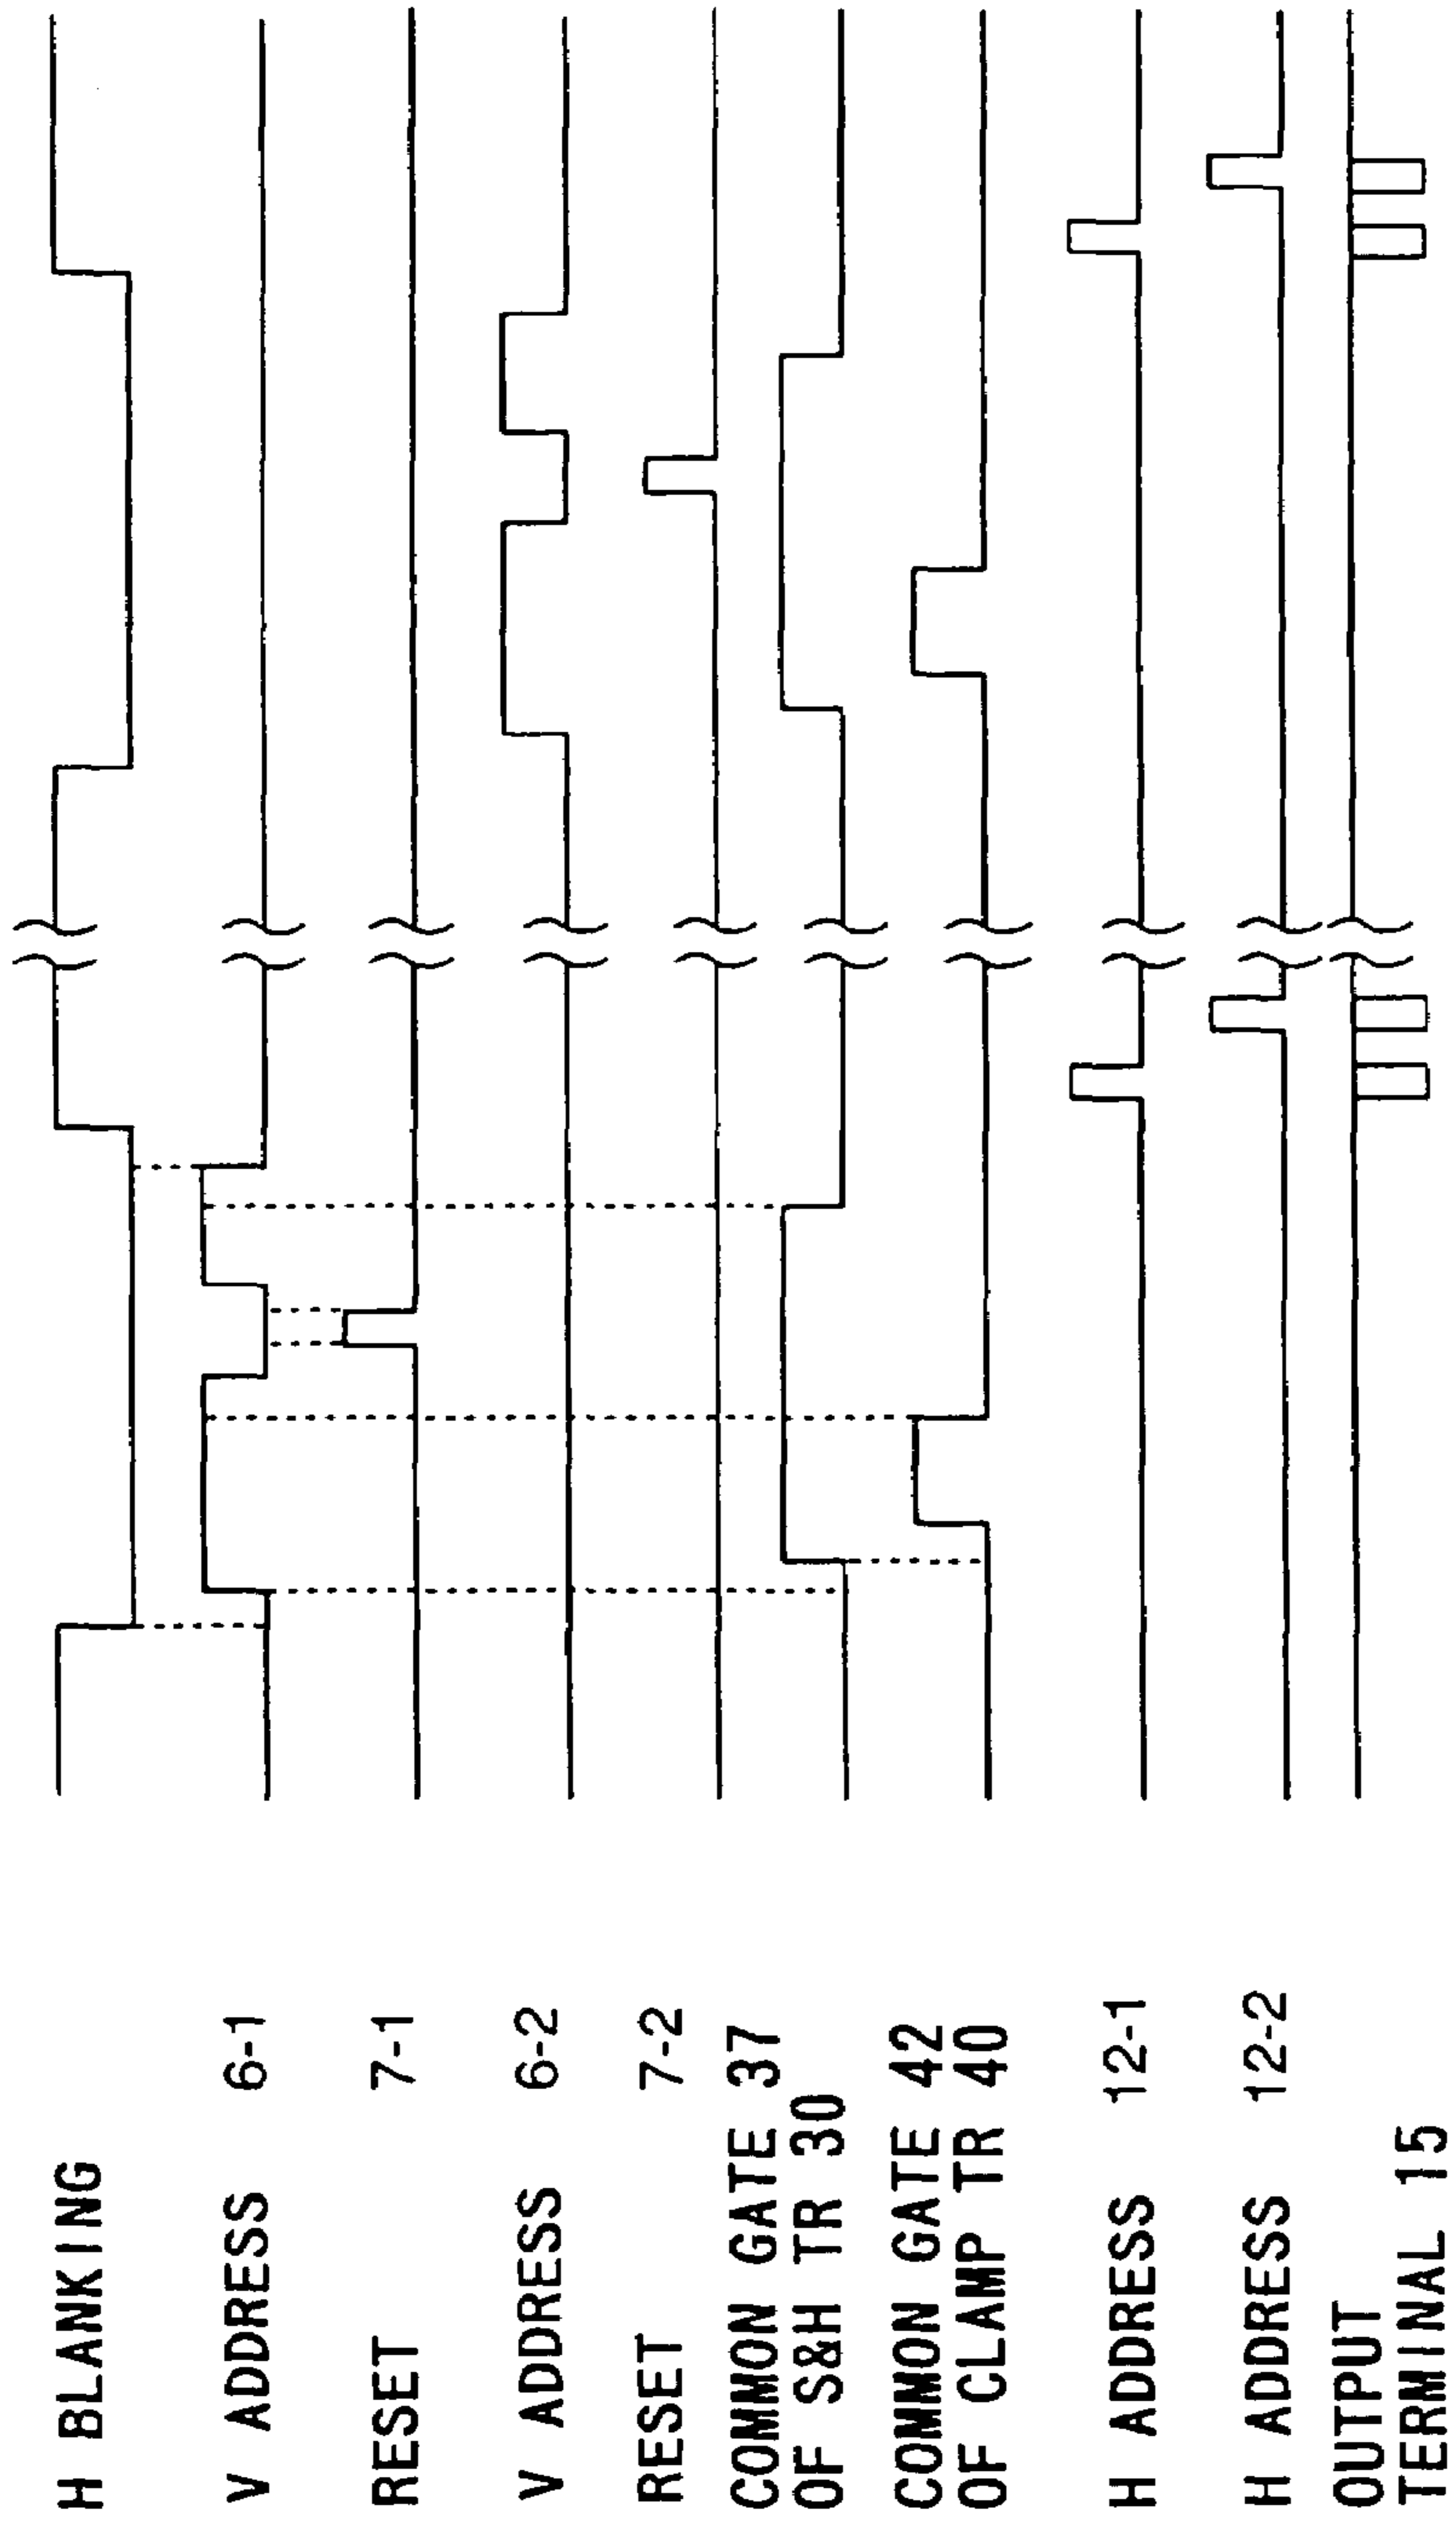 H BLANKING
V ADDRESS 6-1
RESET 7-1
V ADDRESS 6-2
RESET 7-2
COMMON GATE 37
OF S&H TR 30
COMMON GATE 42
OF CLAMP TR 40
H ADDRESS 12-1
H ADDRESS 12-2
OUTPUT
TERMINAL 15